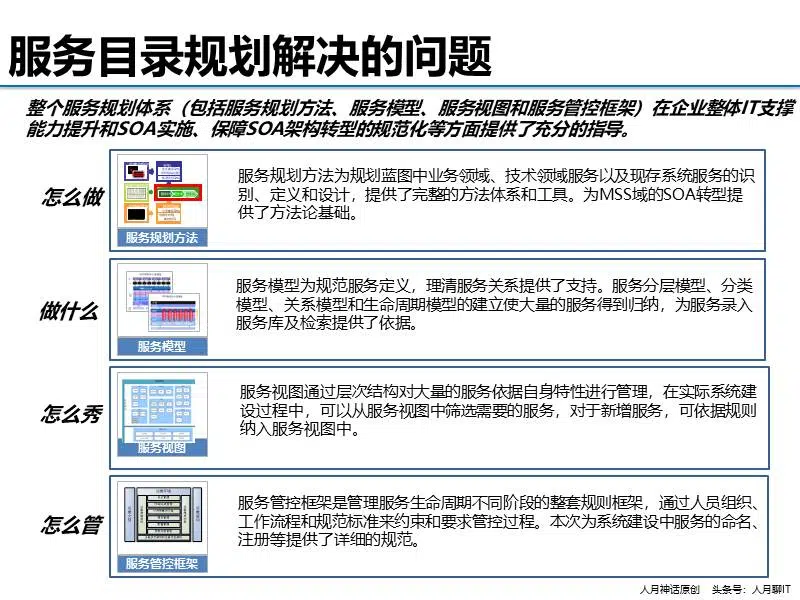 服务目录规划解决的问题
整个服务规划体系（包括服务规划方法、服务模型、服务视图和服务管控框架）在企业整体IT支撑
能力提升和SOA实施、保障SOA架构转型的规范化等方面提供了充分的指导。
怎么做
服务规划方法
服务规划方法为规划蓝图中业务领域、技术领域服务以及现存系统服务的识
别、定义和设计，提供了完整的方法体系和工具。为MSS域的SOA转型提
供了方法论基础。
做什么
服务模型
服务模型为规范服务定义，理清服务关系提供了支持。服务分层模型、分类
模型、关系模型和生命周期模型的建立使大量的服务得到归纳，为服务录入
服务库及检索提供了依据。
怎么秀
服务视图
服务视图通过层次结构对大量的服务依据自身特性进行管理，在实际系统建
设过程中，可以从服务视图中筛选需要的服务，对于新增服务，可依据规则
纳入服务视图中。
怎么管
服务管控框架
服务管控框架是管理服务生命周期不同阶段的整套规则框架，通过人员组织、
工作流程和规范标准来约束和要求管控过程。本次为系统建设中服务的命名、
注册等提供了详细的规范。
人月神话原创 头条号：人月聊IT